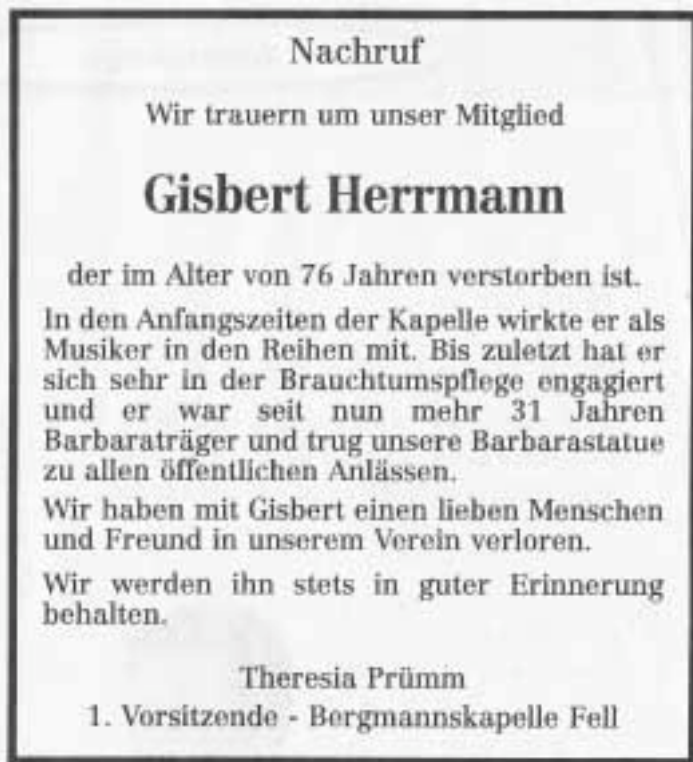 Nachruf
Wir trauern um unser Mitglied
Gisbert Herrmann
der im Alter von 76 Jahren verstorben ist.
In den Anfangszeiten der Kapelle wirkte er als
Musiker in den Reihen mit. Bis zuletzt hat er
sich sehr in der Brauchtumspflege engagiert
und er war seit nun mehr 31 Jahren
Barbaraträger und trug unsere Barbarastatue
zu allen öffentlichen Anlässen.
Wir haben mit Gisbert einen lieben Menschen
und Freund in unserem Verein verloren.
Wir werden ihn stets in guter Erinnerung
behalten.
Theresia Prümm
1. Vorsitzende - Bergmannskapelle Fell